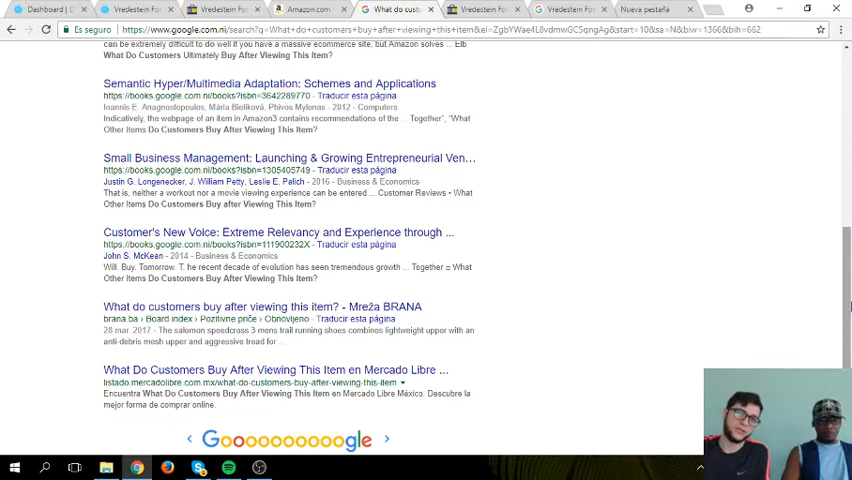 Dashboard | D
Vredestein For
Vredestein For
Amazon.com
What do custo
Vredestein For
Vredestein For
Nueva pestaña
Es seguro
https://www.google.com.ni/search?q=What+do+customers+buy+after+viewing+this+item&ei=ZgbYWae4L8vdmwGC5qngAg&start=10&sa=N&biw=1366&bih=662
can be extremely difficult to do well if you have a massive ecommerce site, but Amazon solves ... Elb
What Do Customers Ultimately Buy After Viewing This Item?
Semantic Hyper/Multimedia Adaptation: Schemes and Applications
https://books.google.com.ni/books?isbn=3642289770 - Traducir esta página
Ioannis E. Anagnostopoulos, Mária Bieliková, Phivos Mylonas - 2012 - Computers
Indicatively, the webpage of an item in Amazon3 contains recommendations of the ... Together”, “What
Other Items Do Customers Buy After Viewing This Item?
Small Business Management: Launching & Growing Entrepreneurial Ven...
https://books.google.com.ni/books?isbn=1305405749 - Traducir esta página
Justin G. Longenecker, J. William Petty, Leslie E. Palich - 2016 - Business & Economics
That is, neither a workout nor a movie viewing experience can be entered ... Customer Reviews • What
Other Items Do Customers Buy after Viewing This Item?
Customer's New Voice: Extreme Relevancy and Experience through ...
https://books.google.com.ni/books?isbn=111900232X - Traducir esta página
John S. McKean - 2014 - Business & Economics
Will. Buy. Tomorrow. T. he recent decade of evolution has seen tremendous growth ... Together □ What
Other Items Do Customers Buy After Viewing This Item?
What do customers buy after viewing this item? - Mreža BRANA
brana.ba › Board index › Pozitivne priče › Obnovljeno - Traducir esta página
28 mar. 2017 - The salomon speedcross 3 mens trail running shoes combines lightweight upper with an
anti-debris mesh upper and aggressive tread for ...
What Do Customers Buy After Viewing This Item en Mercado Libre ...
listado.mercadolibre.com.mx/what-do-customers-buy-after-viewing-this-item
Encuentra What Do Customers Buy After Viewing This Item en Mercado Libre México. Descubre la
mejor forma de comprar online.
Goooooooooogle